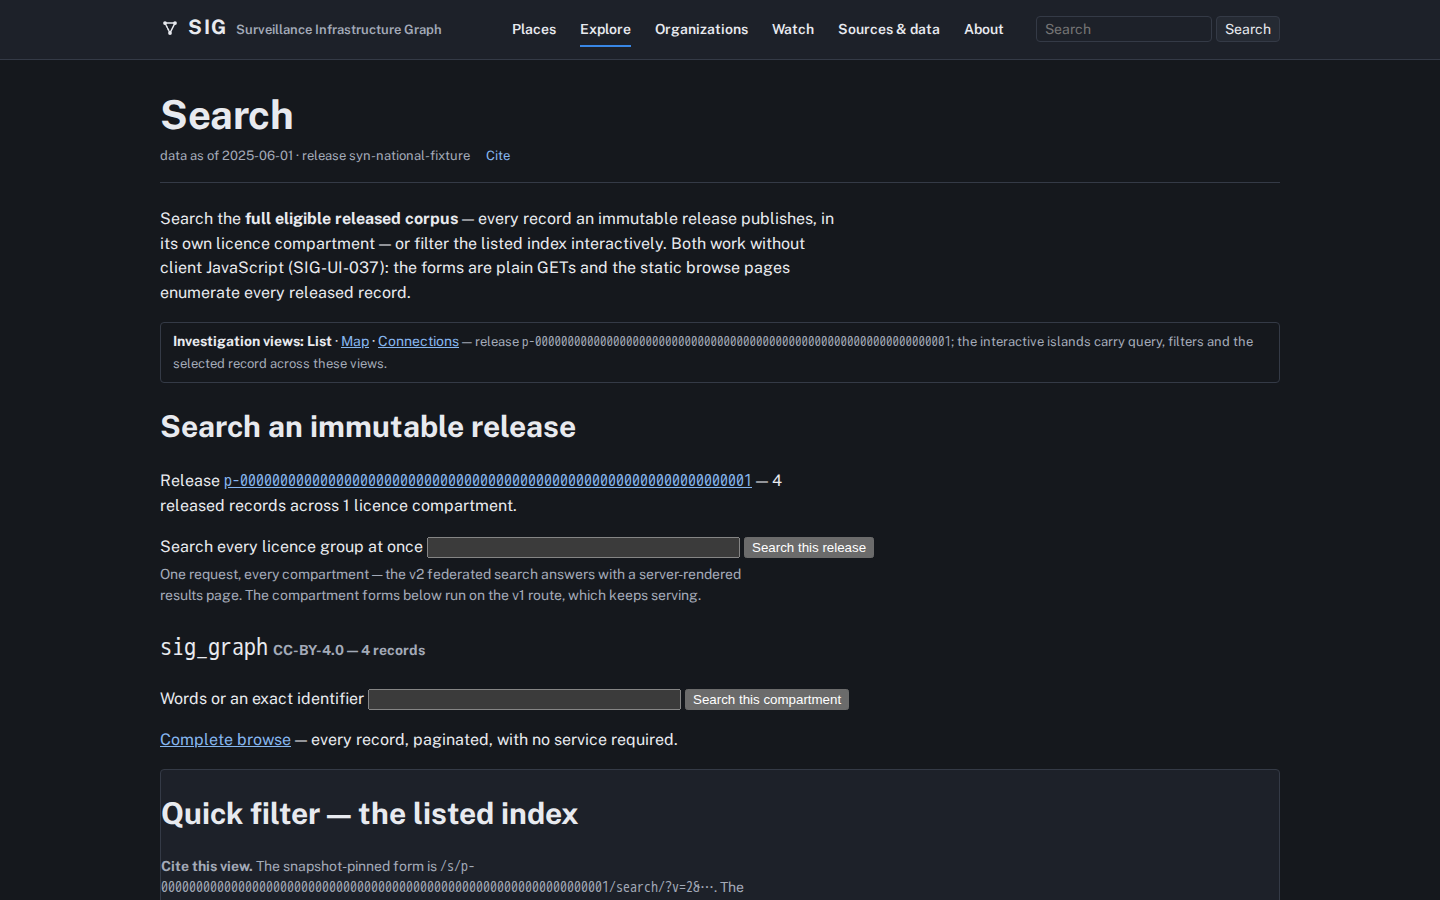 SIG Surveillance Infrastructure Graph Places Explore Organizations Watch Sources & data About Search Search
Search
data as of 2025-06-01 · release syn-national-fixture Cite
Search the full eligible released corpus — every record an immutable release publishes, in
its own licence compartment — or filter the listed index interactively. Both work without
client JavaScript (SIG-UI-037): the forms are plain GETs and the static browse pages
enumerate every released record.
Investigation views: List · Map · Connections — release p-0000000000000000000000000000000000000000000000000000000000000001; the interactive islands carry query, filters and the
selected record across these views.
Search an immutable release
Release p-0000000000000000000000000000000000000000000000000000000000000001 — 4
released records across 1 licence compartment.
Search every licence group at once Search this release
One request, every compartment — the v2 federated search answers with a server-rendered
results page. The compartment forms below run on the v1 route, which keeps serving.
sig_graph CC-BY-4.0 — 4 records
Words or an exact identifier Search this compartment
Complete browse — every record, paginated, with no service required.
Quick filter — the listed index
Cite this view. The snapshot-pinned form is /s/p-
0000000000000000000000000000000000000000000000000000000000000001/search/?v=2&⋯. The